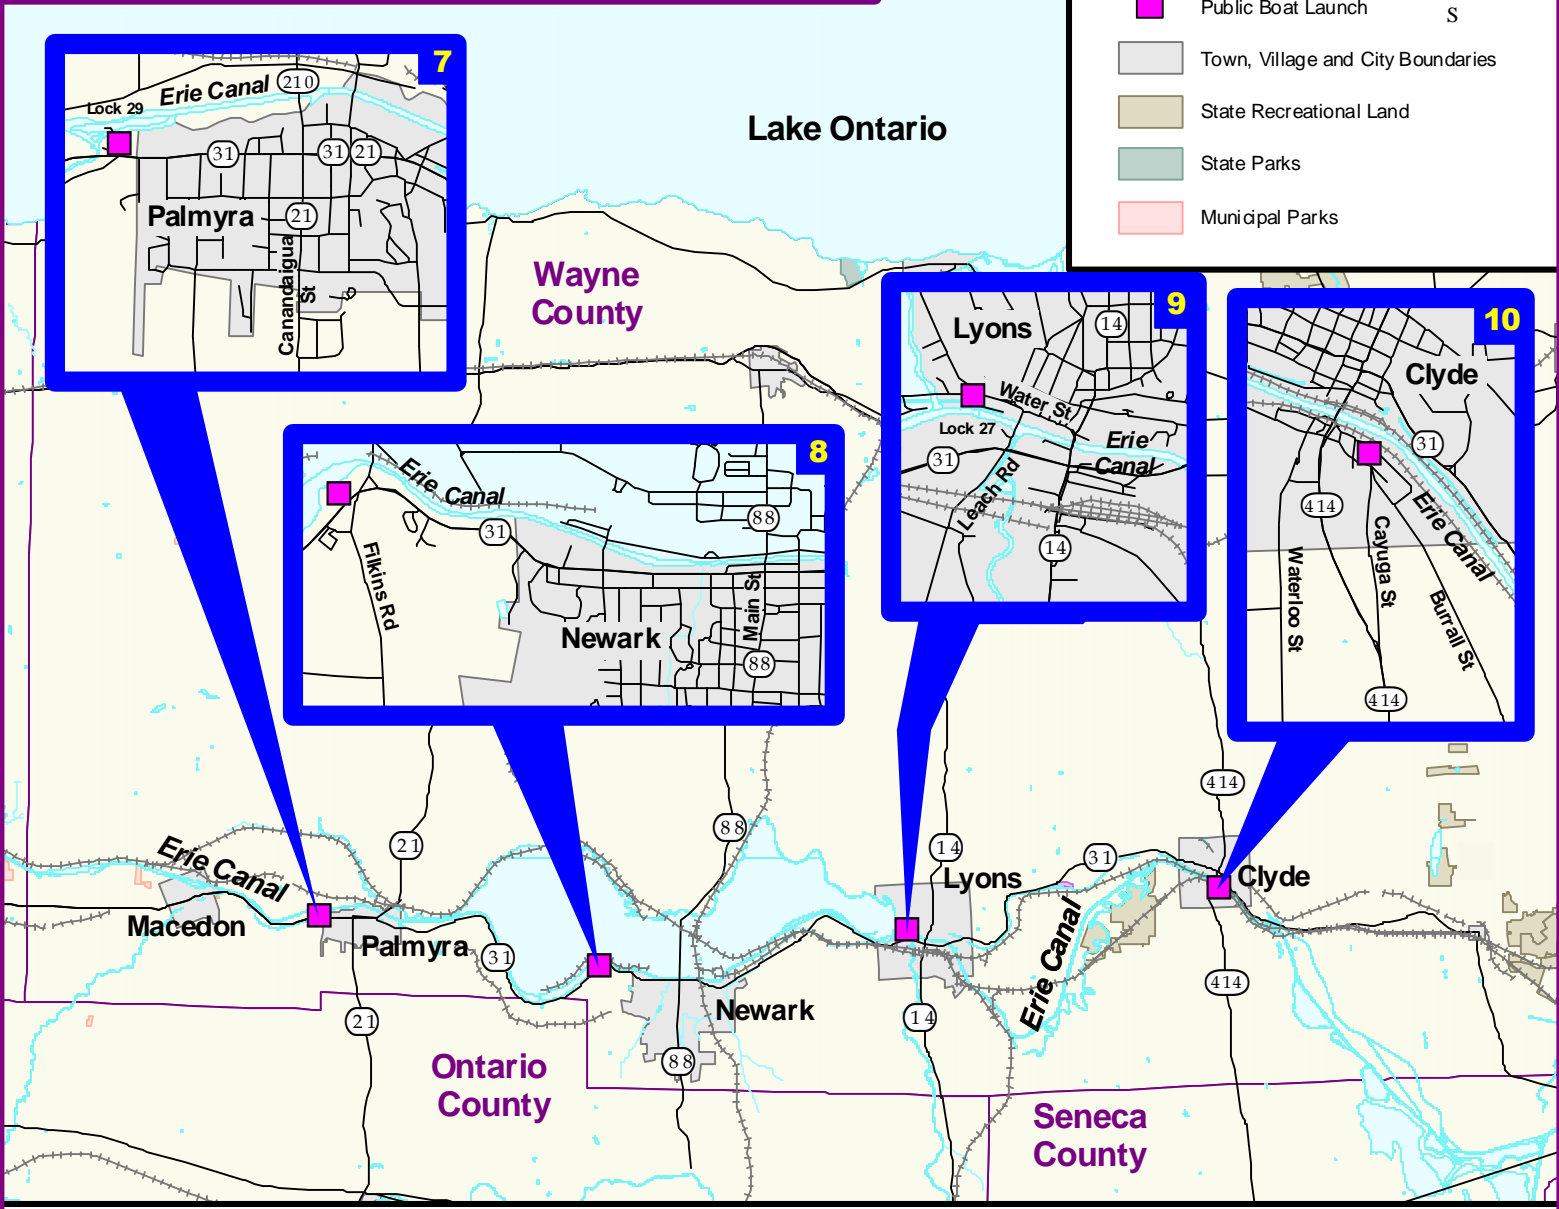 Public Boat Launch
S
Town, Village and City Boundaries
State Recreational Land
State Parks
Municipal Parks
Lake Ontario
Wayne
County
7
Erie Canal
210
Lock 29
31
31
21
Palmyra
21
Canandaigua
St
8
Erie Canal
88
31
Filkins Rd
Main St
Newark
88
9
Lyons
14
Water St
Lock 27
Erie
Canal
31
Leach Rd
14
10
Clyde
31
414
Erie Canal
Cayuga St
Waterloo St
Burrall St
414
414
21
88
14
31
Erie Canal
Lyons
Clyde
Macedon
Palmyra
31
Erie Canal
414
Newark
21
14
88
Ontario
County
Seneca
County